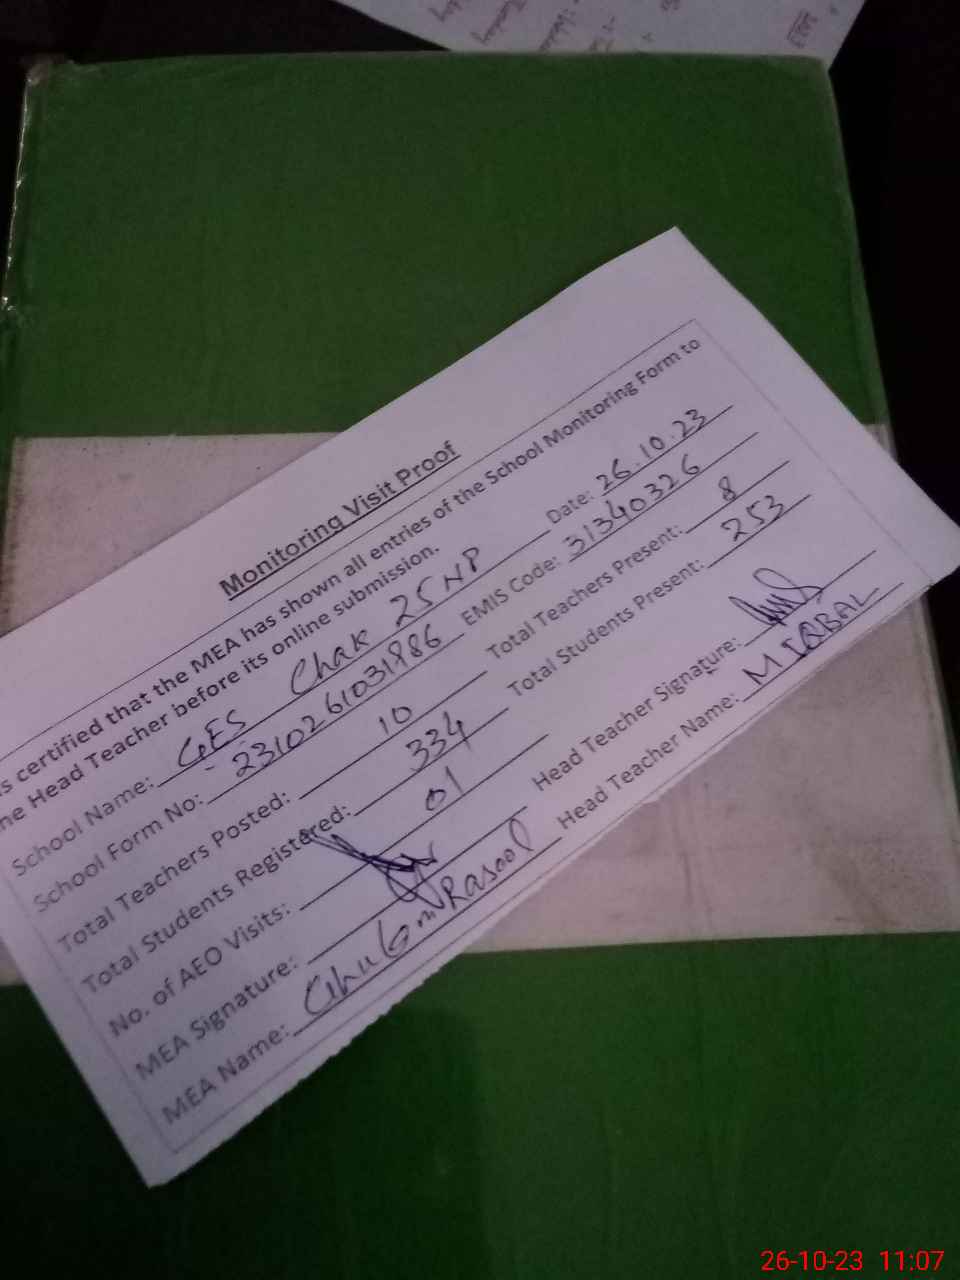 Monitoring Visit Proof
s certified that the MEA has shown all entries of the School Monitoring Form to
ne Head Teacher before its online submission.
School Name: GES Chak 25 NP Date: 26.10.23
School Form No: 2310261031986 EMIS Code: 31340326
Total Teachers Posted: 10 Total Teachers Present: 8
Total Students Registered: 334 Total Students Present: 253
No. of AEO Visits: 01
MEA Signature: Head Teacher Signature:
MEA Name: Ghulam Rasool Head Teacher Name: M IQBAL
26-10-23 11:07